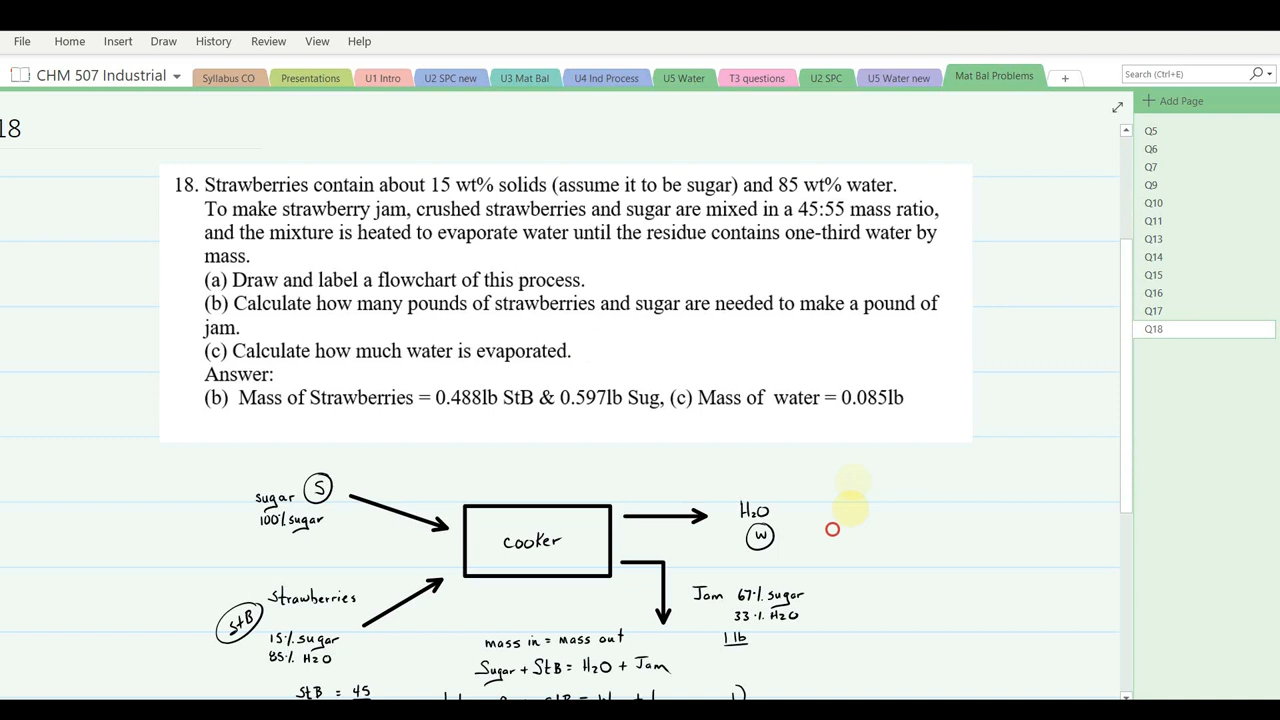 File Home Insert Draw History Review View Help
CHM 507 Industrial Syllabus CO Presentations U1 Intro U2 SPC new U3 Mat Bal U4 Ind Process U5 Water T3 questions U2 SPC U5 Water new Mat Bal Problems + Search (Ctrl+E)
Add Page
18
Q5
Q6
Q7
Q9
Q10
Q11
Q13
Q14
Q15
Q16
Q17
Q18
18. Strawberries contain about 15 wt% solids (assume it to be sugar) and 85 wt% water.
To make strawberry jam, crushed strawberries and sugar are mixed in a 45:55 mass ratio,
and the mixture is heated to evaporate water until the residue contains one-third water by
mass.
(a) Draw and label a flowchart of this process.
(b) Calculate how many pounds of strawberries and sugar are needed to make a pound of
jam.
(c) Calculate how much water is evaporated.
Answer:
(b) Mass of Strawberries = 0.488lb StB & 0.597lb Sug, (c) Mass of water = 0.085lb
sugar S
100% sugar
cooker
H₂O
W
Strawberries
StB
15% sugar
85% H₂O
Jam 67% sugar
33% H₂O
1 lb
mass in = mass out
Sugar + StB = H₂O + Jam
StB = 45